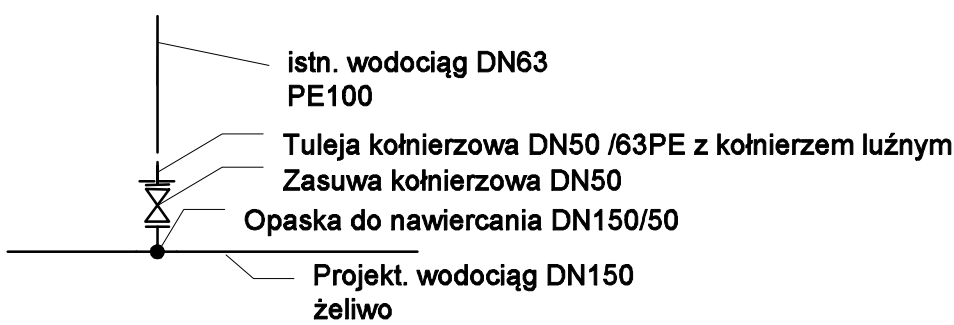 istn. wodociąg DN63
PE100
Tuleja kołnierzowa DN50 /63PE z kołnierzem luźnym
Zasuwa kołnierzowa DN50
Opaska do nawiercania DN150/50
Projekt. wodociąg DN150
żeliwo